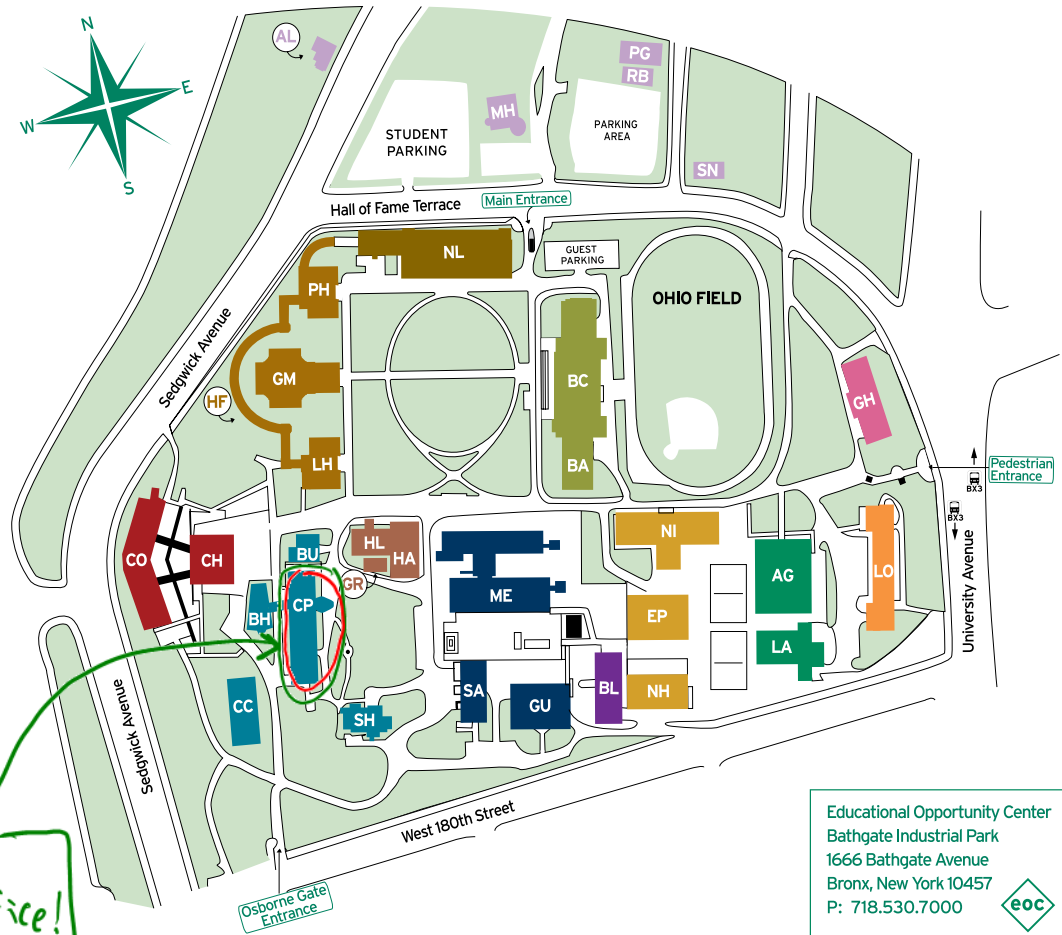 N
AL
E
W
S
PG
RB
MH
STUDENT
PARKING
PARKING
AREA
SN
Hall of Fame Terrace
Main Entrance
NL
GUEST
PARKING
PH
OHIO FIELD
Sedgwick Avenue
GM
BC
HF
GH
LH
BA
Pedestrian
Entrance
BX3
BX3
CO
CH
BU
HL
HA
GR
NI
LO
CP
BH
ME
AG
EP
University Avenue
LA
CC
SH
SA
GU
BL
NH
Sedgwick Avenue
West 180th Street
Osborne Gate
Entrance
Educational Opportunity Center
Bathgate Industrial Park
1666 Bathgate Avenue
Bronx, New York 10457
P: 718.530.7000
eoc